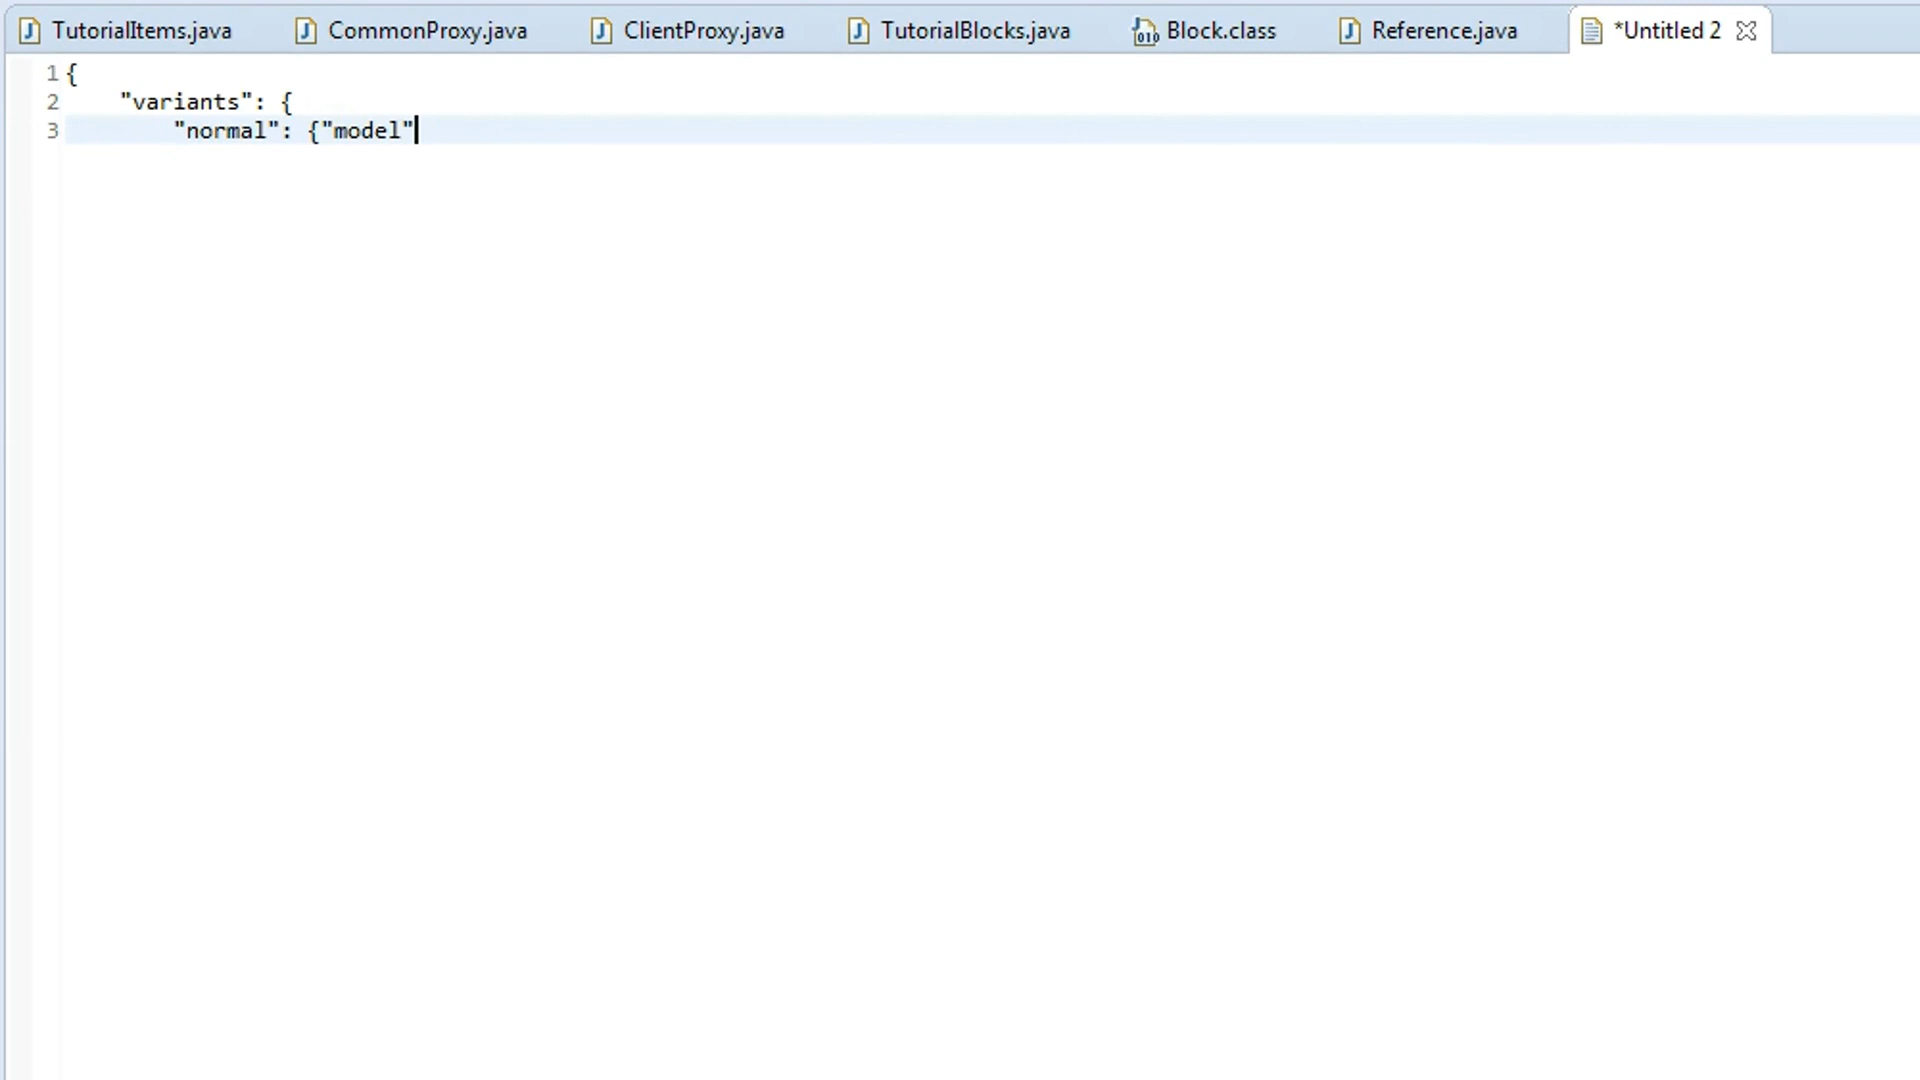 TutorialItems.java CommonProxy.java ClientProxy.java TutorialBlocks.java Block.class Reference.java *Untitled 2
1 {
2 "variants": {
3 "normal": {"model"